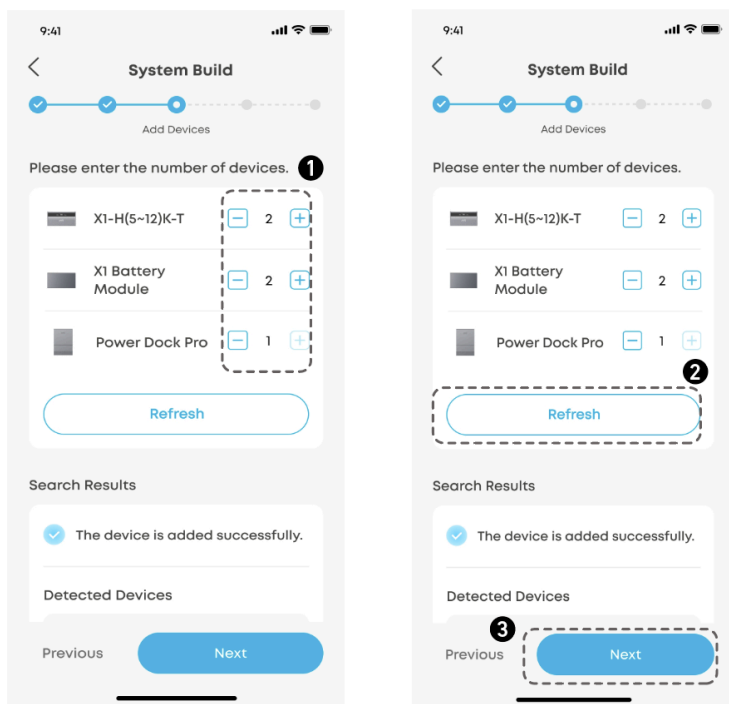 9:41
System Build
Add Devices
Please enter the number of devices. 1
X1-H(5~12)K-T 2
X1 Battery
Module 2
Power Dock Pro 1
Refresh
Search Results
The device is added successfully.
Detected Devices
Previous Next
9:41
System Build
Add Devices
Please enter the number of devices.
X1-H(5~12)K-T 2
X1 Battery
Module 2
Power Dock Pro 1
2
Refresh
Search Results
The device is added successfully.
Detected Devices
3
Previous Next